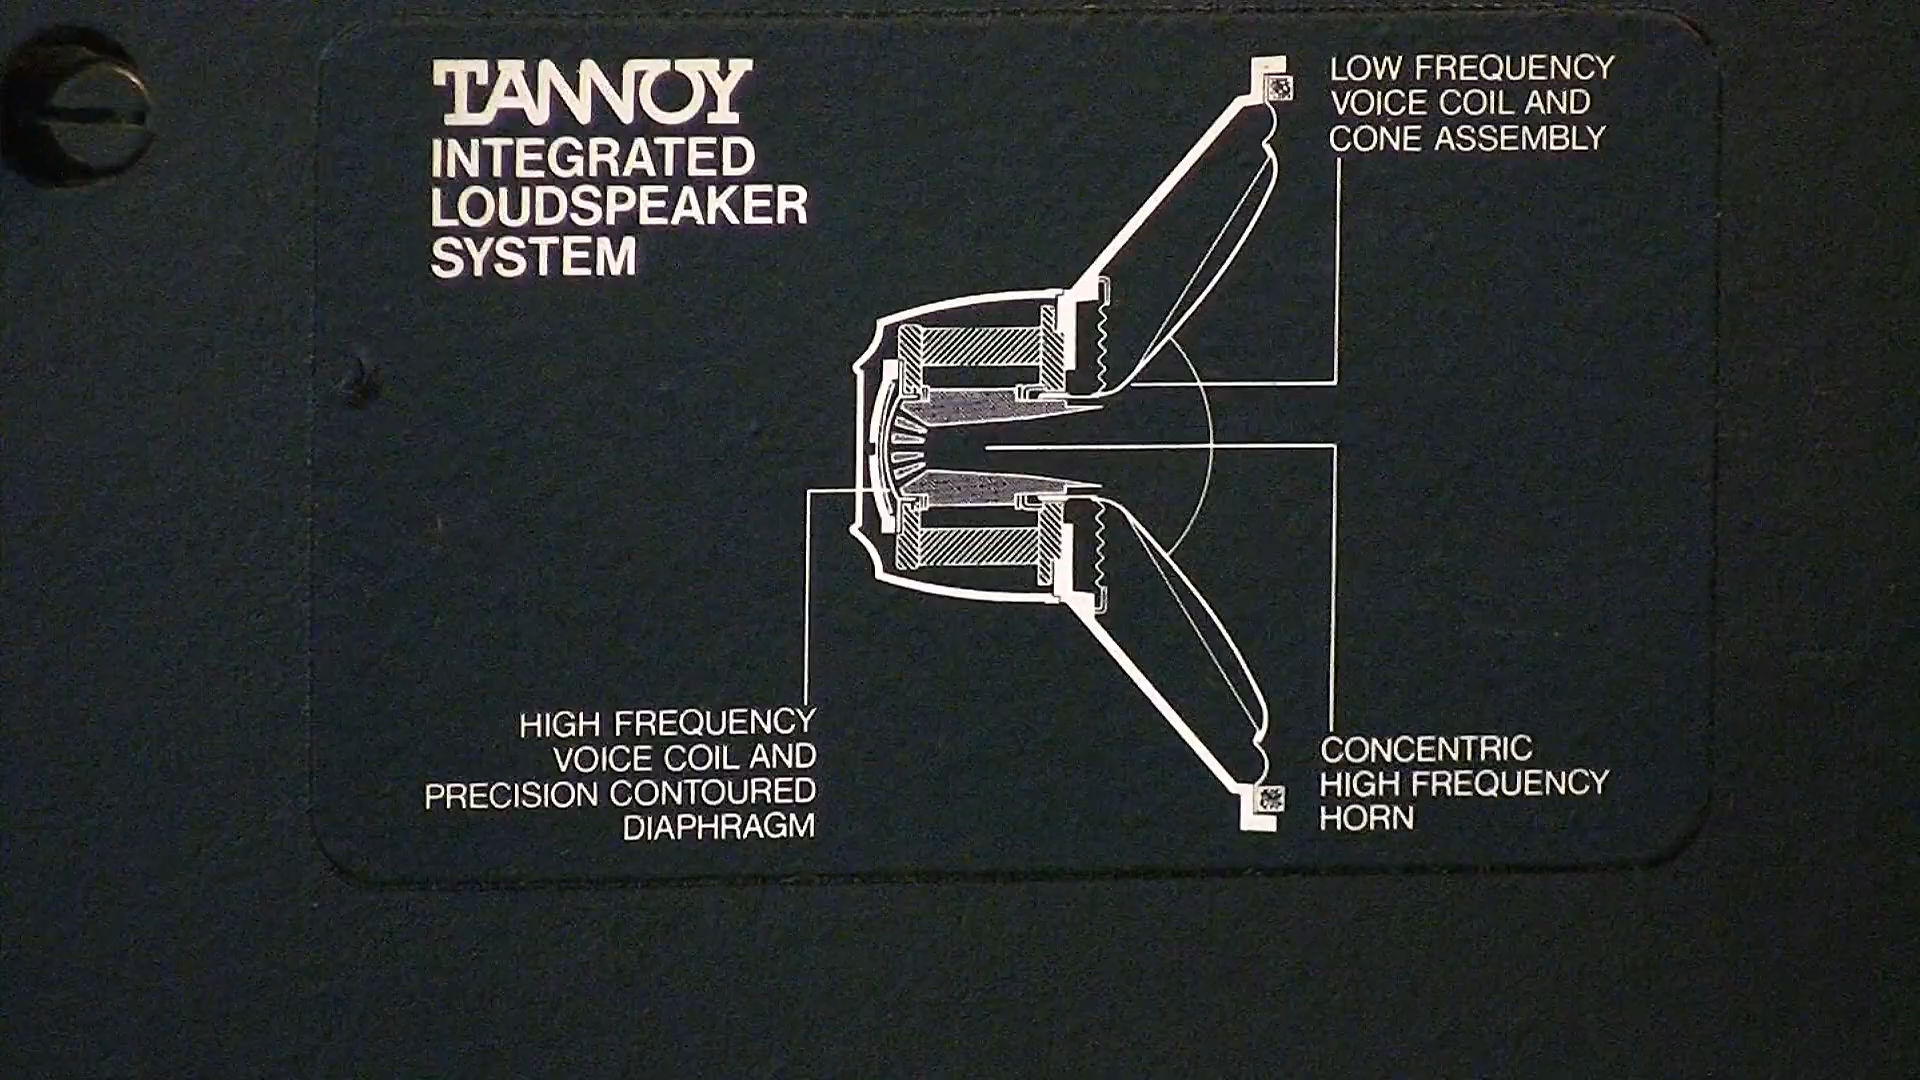 TANNOY
INTEGRATED
LOUDSPEAKER
SYSTEM
LOW FREQUENCY
VOICE COIL AND
CONE ASSEMBLY
HIGH FREQUENCY
VOICE COIL AND
PRECISION CONTOURED
DIAPHRAGM
CONCENTRIC
HIGH FREQUENCY
HORN